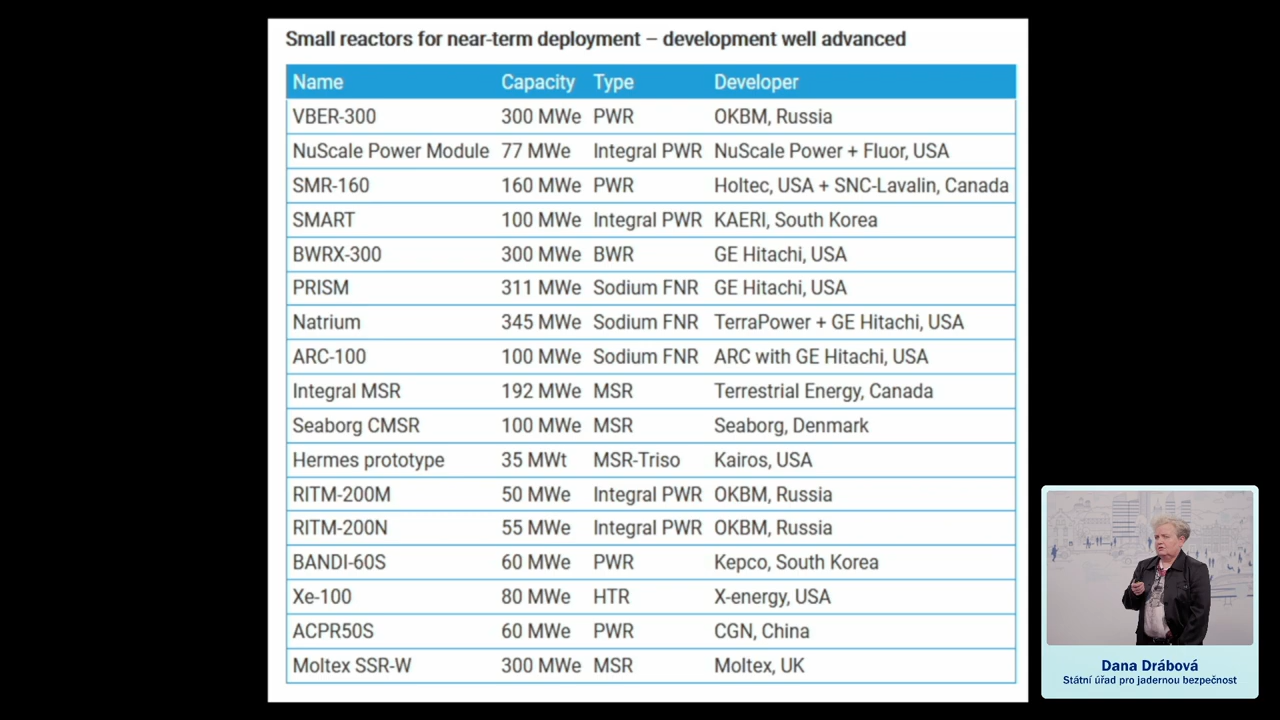 Small reactors for near-term deployment – development well advanced
Name Capacity Type Developer
VBER-300 300 MWe PWR OKBM, Russia
NuScale Power Module 77 MWe Integral PWR NuScale Power + Fluor, USA
SMR-160 160 MWe PWR Holtec, USA + SNC-Lavalin, Canada
SMART 100 MWe Integral PWR KAERI, South Korea
BWRX-300 300 MWe BWR GE Hitachi, USA
PRISM 311 MWe Sodium FNR GE Hitachi, USA
Natrium 345 MWe Sodium FNR TerraPower + GE Hitachi, USA
ARC-100 100 MWe Sodium FNR ARC with GE Hitachi, USA
Integral MSR 192 MWe MSR Terrestrial Energy, Canada
Seaborg CMSR 100 MWe MSR Seaborg, Denmark
Hermes prototype 35 MWt MSR-Triso Kairos, USA
RITM-200M 50 MWe Integral PWR OKBM, Russia
RITM-200N 55 MWe Integral PWR OKBM, Russia
BANDI-60S 60 MWe PWR Kepco, South Korea
Xe-100 80 MWe HTR X-energy, USA
ACPR50S 60 MWe PWR CGN, China
Moltex SSR-W 300 MWe MSR Moltex, UK
Dana Drábová
Státní úřad pro jadernou bezpečnost